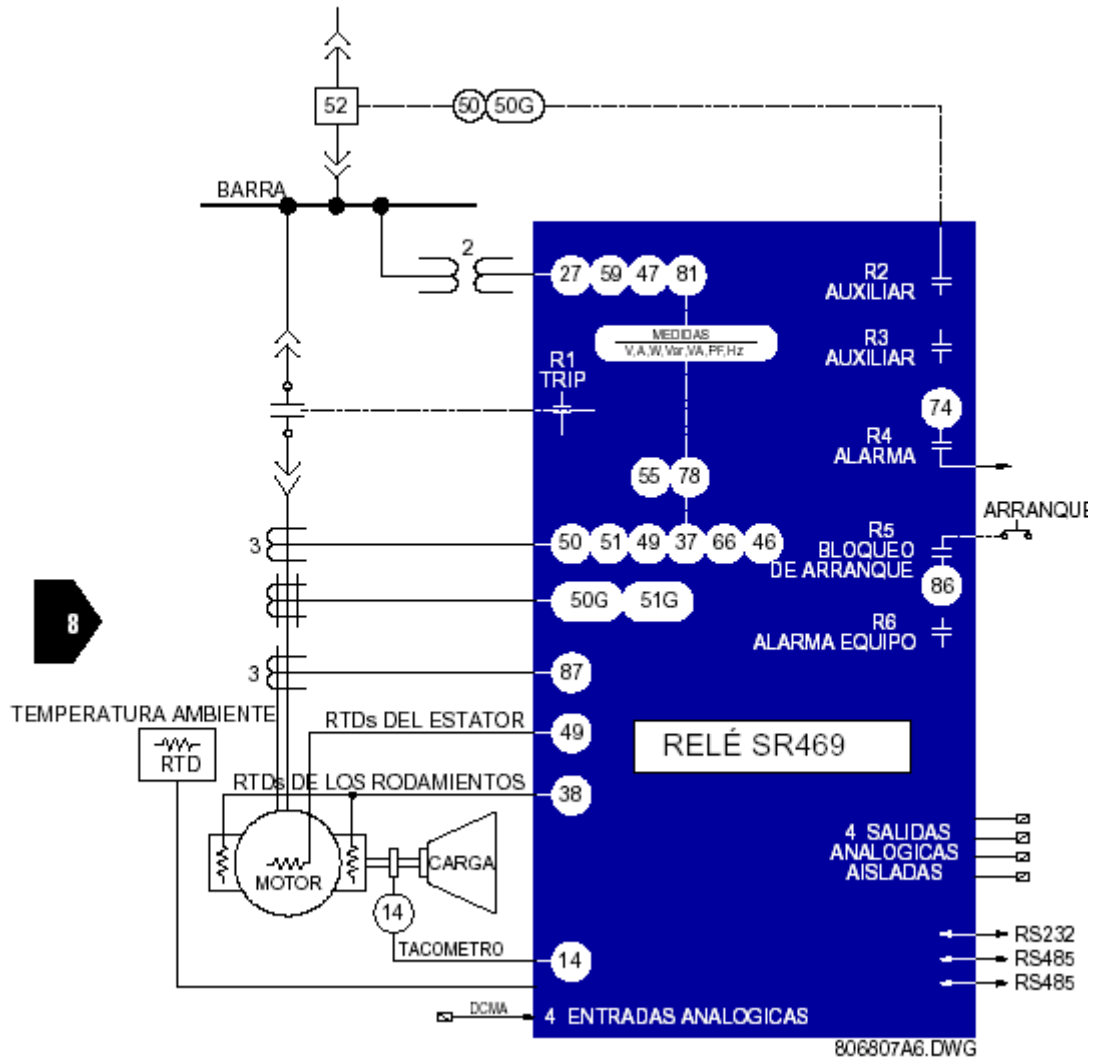 52
50 50G
BARRA
2
27 59 47 81
R2
AUXILIAR
MEDIDAS
V,A,W,Var,VA,PF,Hz
R3
AUXILIAR
R1
TRIP
74
R4
ALARMA
55 78
ARRANQUE
3
50 51 49 37 66 46
R5
BLOQUEO
DE ARRANQUE
86
50G 51G
8
R6
ALARMA EQUIPO
3
87
TEMPERATURA AMBIENTE
RTD
RTDs DEL ESTATOR
49
RELÉ SR469
RTDs DE LOS RODAMIENTOS
38
MOTOR
CARGA
4 SALIDAS
ANALOGICAS
AISLADAS
14
TACOMETRO
14
RS232
RS485
RS485
DCMA
4 ENTRADAS ANALOGICAS
806807A6.DWG